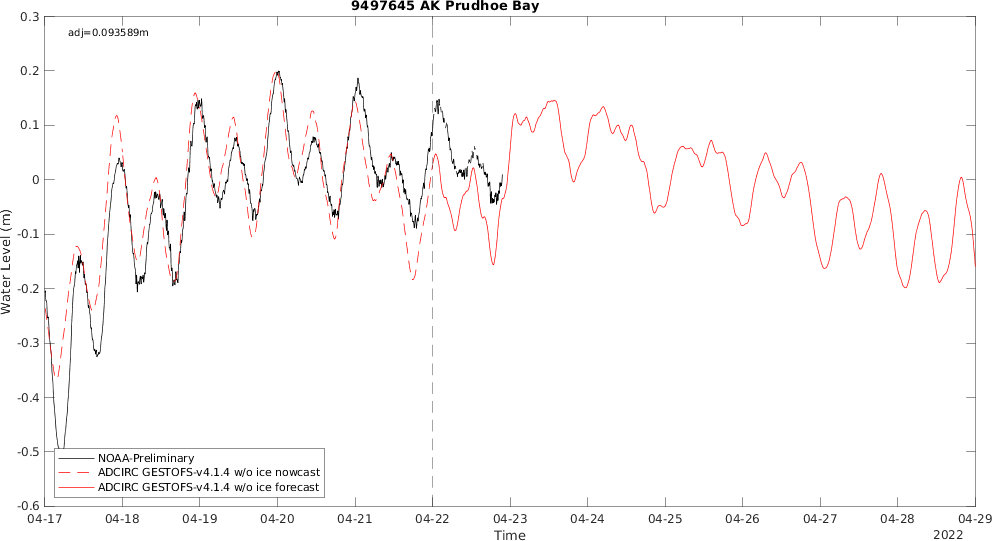 9497645 AK Prudhoe Bay
adj=0.093589m
0.3
0.2
0.1
0
-0.1
-0.2
-0.3
-0.4
-0.5
-0.6
Water Level (m)
NOAA-Preliminary
ADCIRC GESTOFS-v4.1.4 w/o ice nowcast
ADCIRC GESTOFS-v4.1.4 w/o ice forecast
04-17 04-18 04-19 04-20 04-21 04-22 04-23 04-24 04-25 04-26 04-27 04-28 04-29
Time
2022